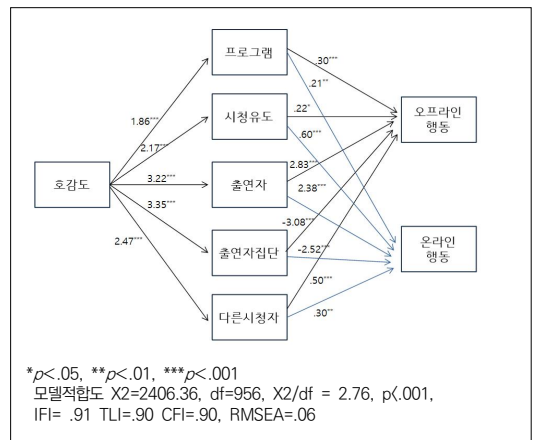 프로그램
.30***
.21**
시청유도
.22*
오프라인
행동
1.86***
.60***
2.17***
호감도
출연자
2.83***
3.22***
2.38***
3.35***
-3.08***
출연자집단
-2.52***
온라인
행동
2.47***
.50***
다른시청자
.30**
*p<.05, **p<.01, ***p<.001
모델적합도 X2=2406.36, df=956, X2/df = 2.76, p<.001,
IFI= .91 TLI=.90 CFI=.90, RMSEA=.06